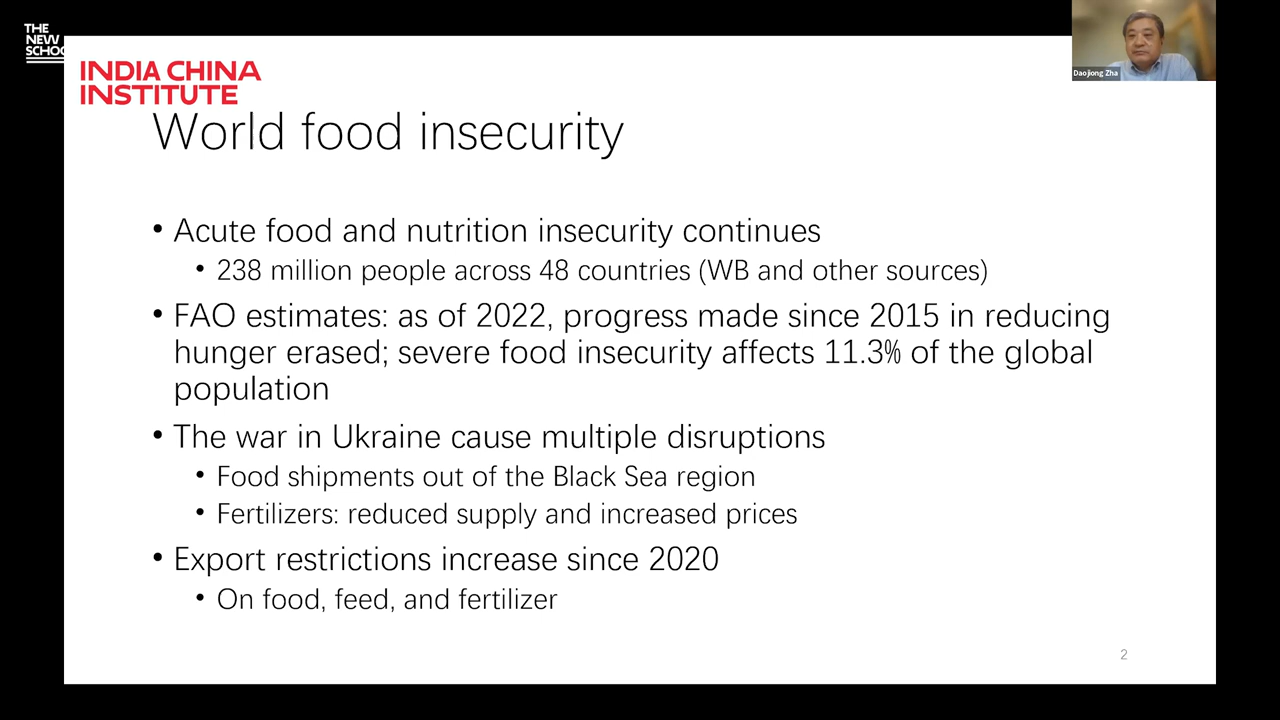 THE
NEW
SCHOO
INDIA CHINA
INSTITUTE
Daojiong Zha
World food insecurity
• Acute food and nutrition insecurity continues
• 238 million people across 48 countries (WB and other sources)
• FAO estimates: as of 2022, progress made since 2015 in reducing
hunger erased; severe food insecurity affects 11.3% of the global
population
• The war in Ukraine cause multiple disruptions
• Food shipments out of the Black Sea region
• Fertilizers: reduced supply and increased prices
• Export restrictions increase since 2020
• On food, feed, and fertilizer
2